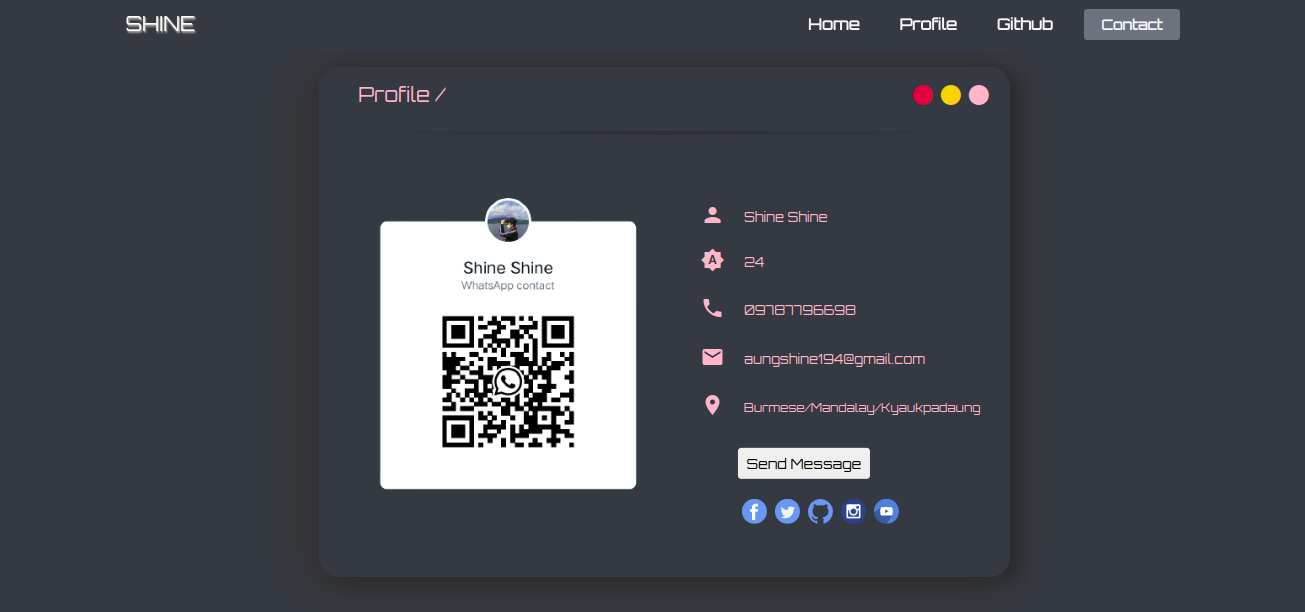 SHINE
Home Profile Github Contact
Profile /
Shine Shine
WhatsApp contact
Shine Shine
A
24
09787796698
aungshine194@gmail.com
Burmese/Mandalay/Kyaukpadaung
Send Message